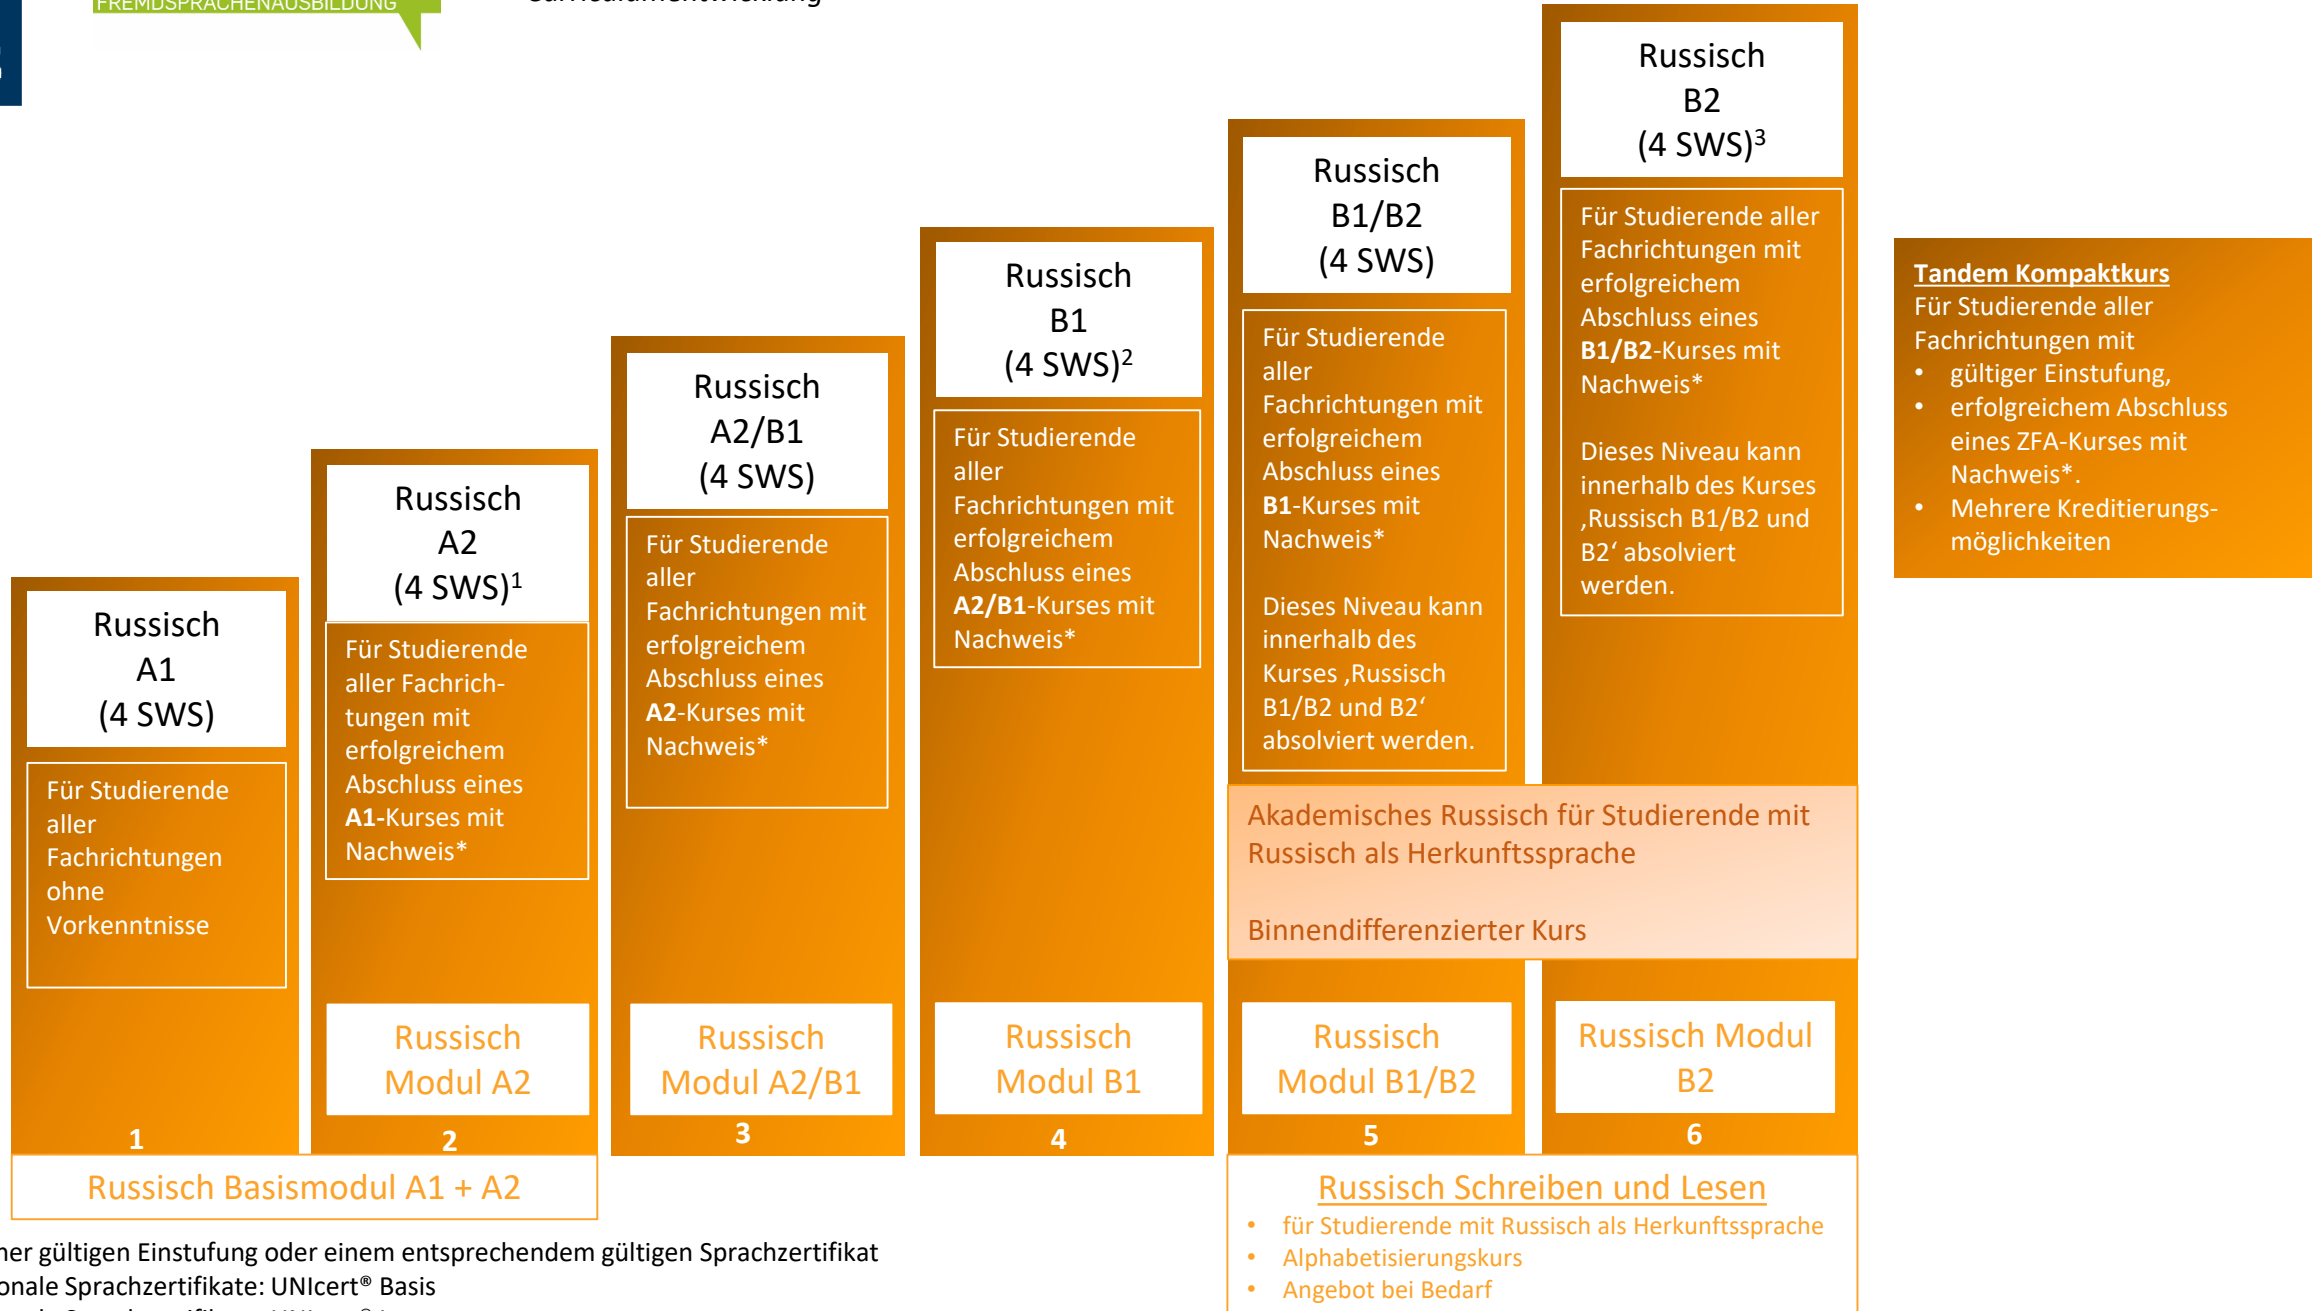 FREMDSPRACHENAUSBILDUNG
Curriculumentwicklung
Russisch
A1
(4 SWS)
Für Studierende
aller
Fachrichtungen
ohne
Vorkenntnisse
1
Russisch
A2
(4 SWS)1
Für Studierende
aller Fachrich-
tungen mit
erfolgreichem
Abschluss eines
A1-Kurses mit
Nachweis*
Russisch
Modul A2
2
Russisch Basismodul A1 + A2
Russisch
A2/B1
(4 SWS)
Für Studierende
aller
Fachrichtungen mit
erfolgreichem
Abschluss eines
A2-Kurses mit
Nachweis*
Russisch
Modul A2/B1
3
Russisch
B1
(4 SWS)2
Für Studierende
aller
Fachrichtungen mit
erfolgreichem
Abschluss eines
A2/B1-Kurses mit
Nachweis*
Russisch
Modul B1
4
Russisch
B1/B2
(4 SWS)
Für Studierende
aller
Fachrichtungen mit
erfolgreichem
Abschluss eines
B1-Kurses mit
Nachweis*
Dieses Niveau kann
innerhalb des
Kurses ‚Russisch
B1/B2 und B2‘
absolviert werden.
Russisch
B2
(4 SWS)3
Für Studierende aller
Fachrichtungen mit
erfolgreichem
Abschluss eines
B1/B2-Kurses mit
Nachweis*
Dieses Niveau kann
innerhalb des Kurses
‚Russisch B1/B2 und
B2‘ absolviert
werden.
Akademisches Russisch für Studierende mit
Russisch als Herkunftssprache
Binnendifferenzierter Kurs
Russisch
Modul B1/B2
5
Russisch Modul
B2
6
Russisch Schreiben und Lesen
• für Studierende mit Russisch als Herkunftssprache
• Alphabetisierungskurs
• Angebot bei Bedarf
Tandem Kompaktkurs
Für Studierende aller
Fachrichtungen mit
• gültiger Einstufung,
• erfolgreichem Abschluss
eines ZFA-Kurses mit
Nachweis*.
• Mehrere Kreditierungs-
möglichkeiten
gültigen Einstufung oder einem entsprechendem gültigen Sprachzertifikat
Sprachzertifikate: UNIcert® Basis